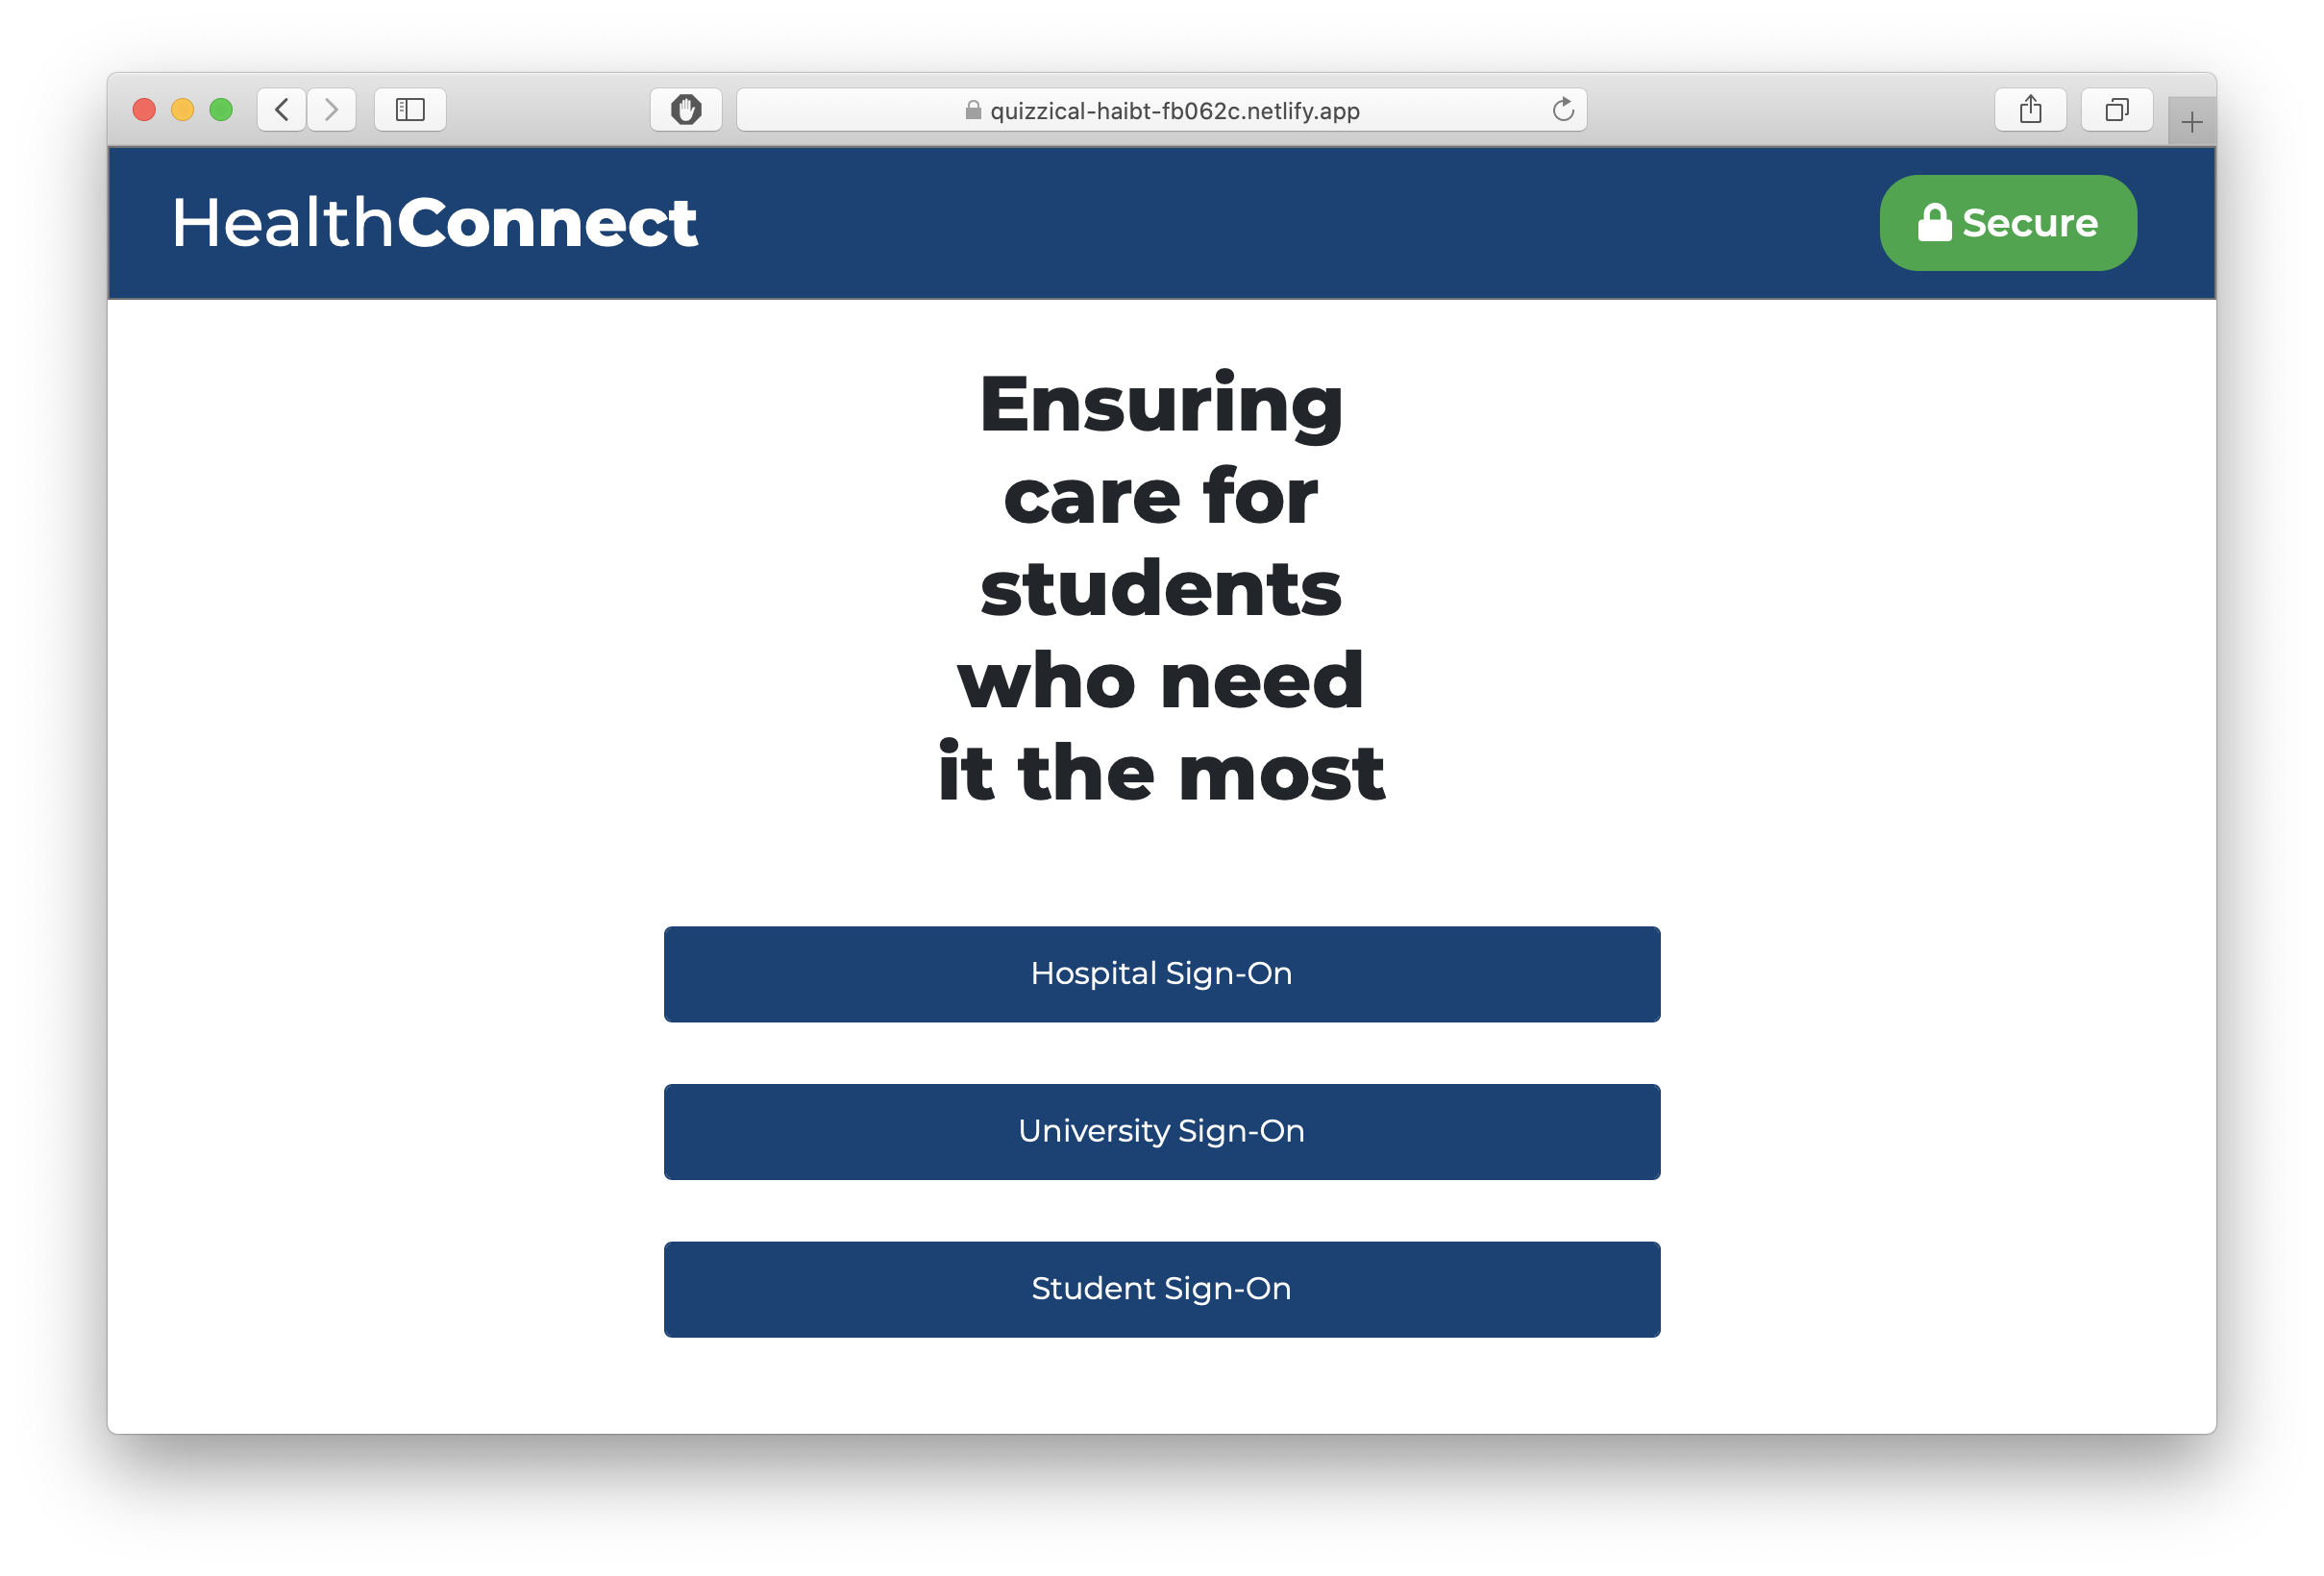 quizzical-haibt-fb062c.netlify.app
HealthConnect
Secure
Ensuring
care for
students
who need
it the most
Hospital Sign-On
University Sign-On
Student Sign-On